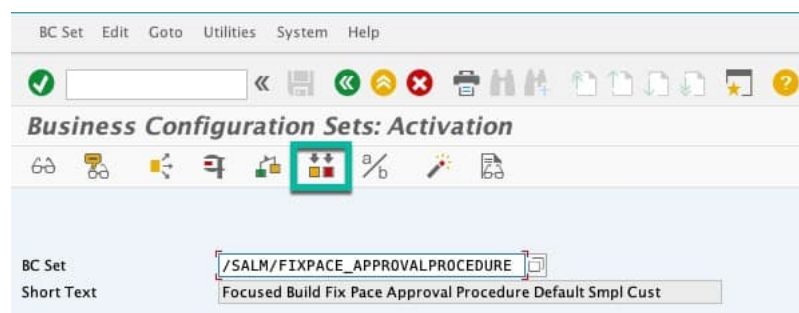 BC Set Edit Goto Utilities System Help
Business Configuration Sets: Activation
a/b
BC Set /SALM/FIXPACE_APPROVALPROCEDURE
Short Text Focused Build Fix Pace Approval Procedure Default Smpl Cust